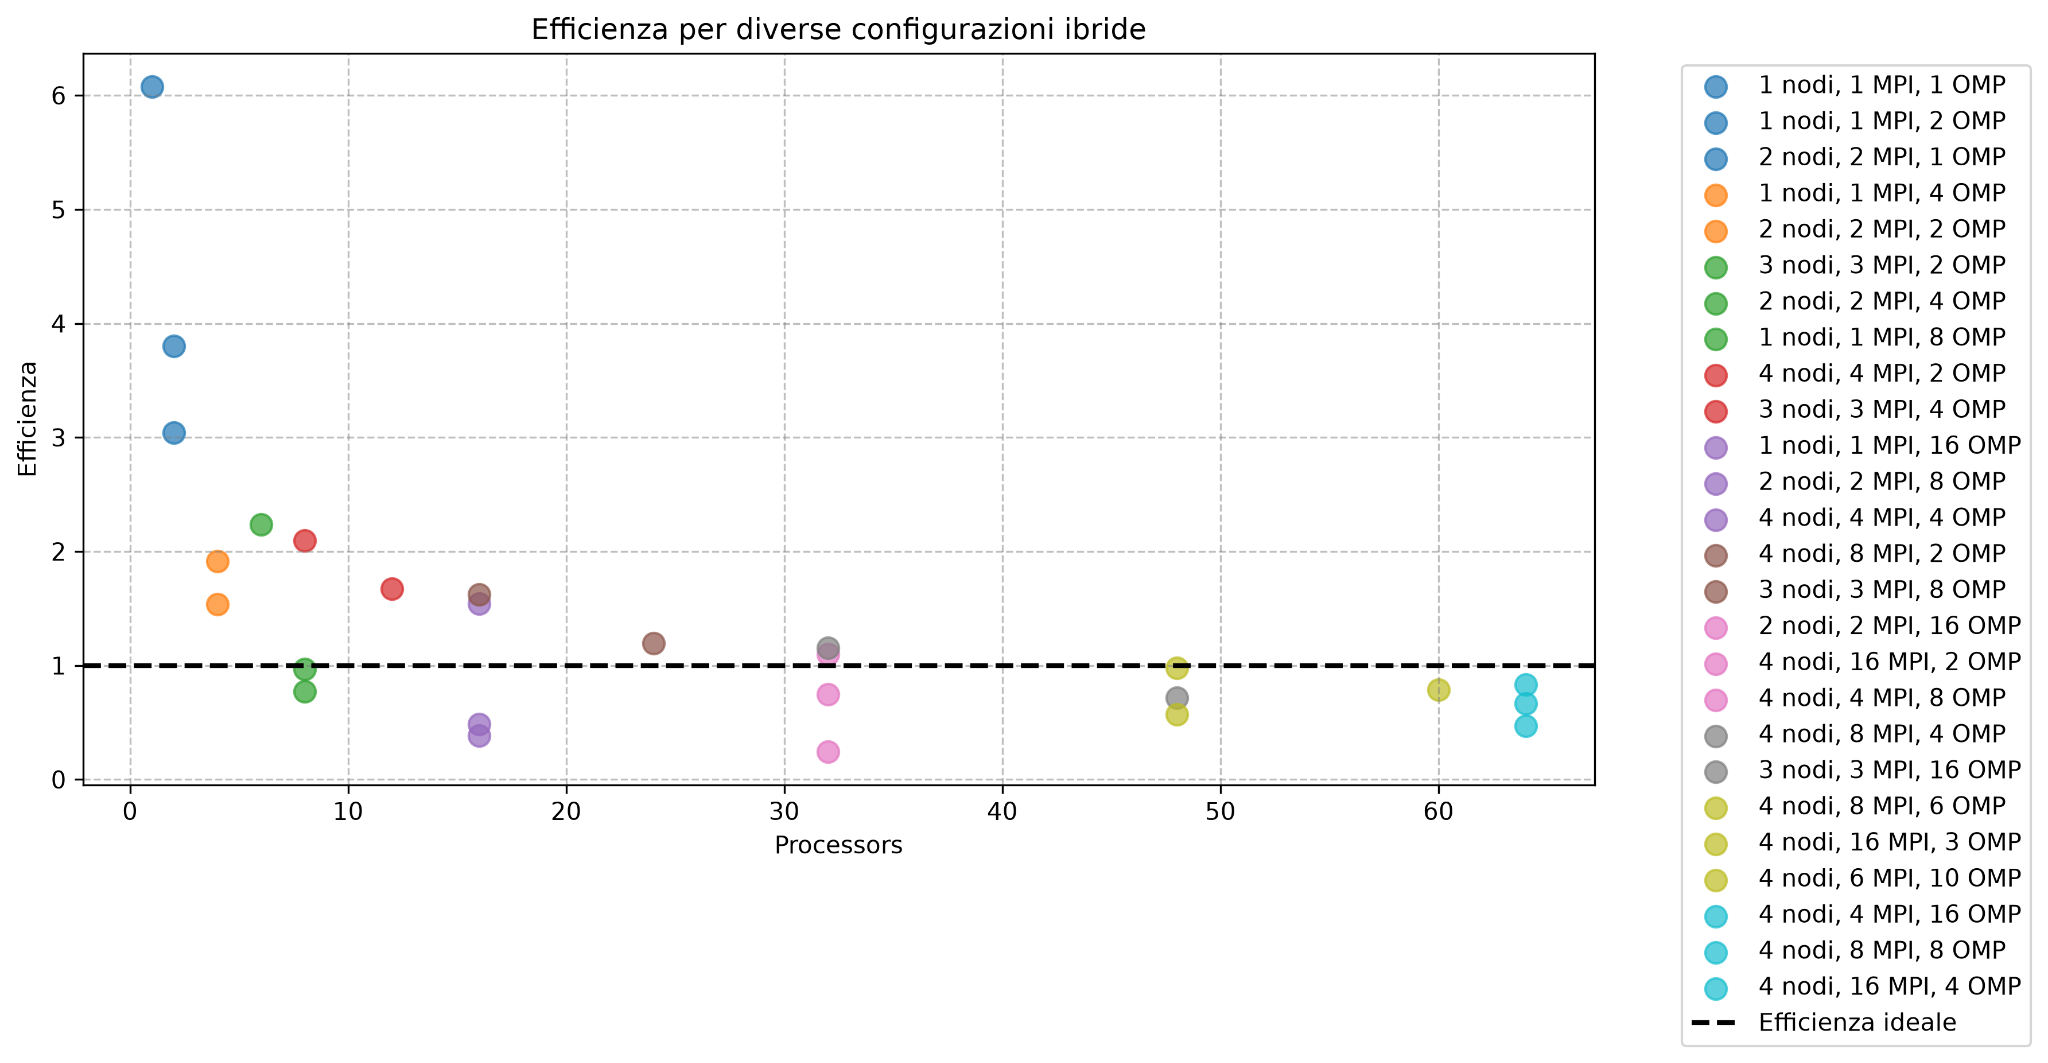 Efficienza per diverse configurazioni ibride
Efficienza
6
5
4
3
2
1
0
0 10 20 30 40 50 60
Processors
1 nodi, 1 MPI, 1 OMP
1 nodi, 1 MPI, 2 OMP
2 nodi, 2 MPI, 1 OMP
1 nodi, 1 MPI, 4 OMP
2 nodi, 2 MPI, 2 OMP
3 nodi, 3 MPI, 2 OMP
2 nodi, 2 MPI, 4 OMP
1 nodi, 1 MPI, 8 OMP
4 nodi, 4 MPI, 2 OMP
3 nodi, 3 MPI, 4 OMP
1 nodi, 1 MPI, 16 OMP
2 nodi, 2 MPI, 8 OMP
4 nodi, 4 MPI, 4 OMP
4 nodi, 8 MPI, 2 OMP
3 nodi, 3 MPI, 8 OMP
2 nodi, 2 MPI, 16 OMP
4 nodi, 16 MPI, 2 OMP
4 nodi, 4 MPI, 8 OMP
4 nodi, 8 MPI, 4 OMP
3 nodi, 3 MPI, 16 OMP
4 nodi, 8 MPI, 6 OMP
4 nodi, 16 MPI, 3 OMP
4 nodi, 6 MPI, 10 OMP
4 nodi, 4 MPI, 16 OMP
4 nodi, 8 MPI, 8 OMP
4 nodi, 16 MPI, 4 OMP
Efficienza ideale